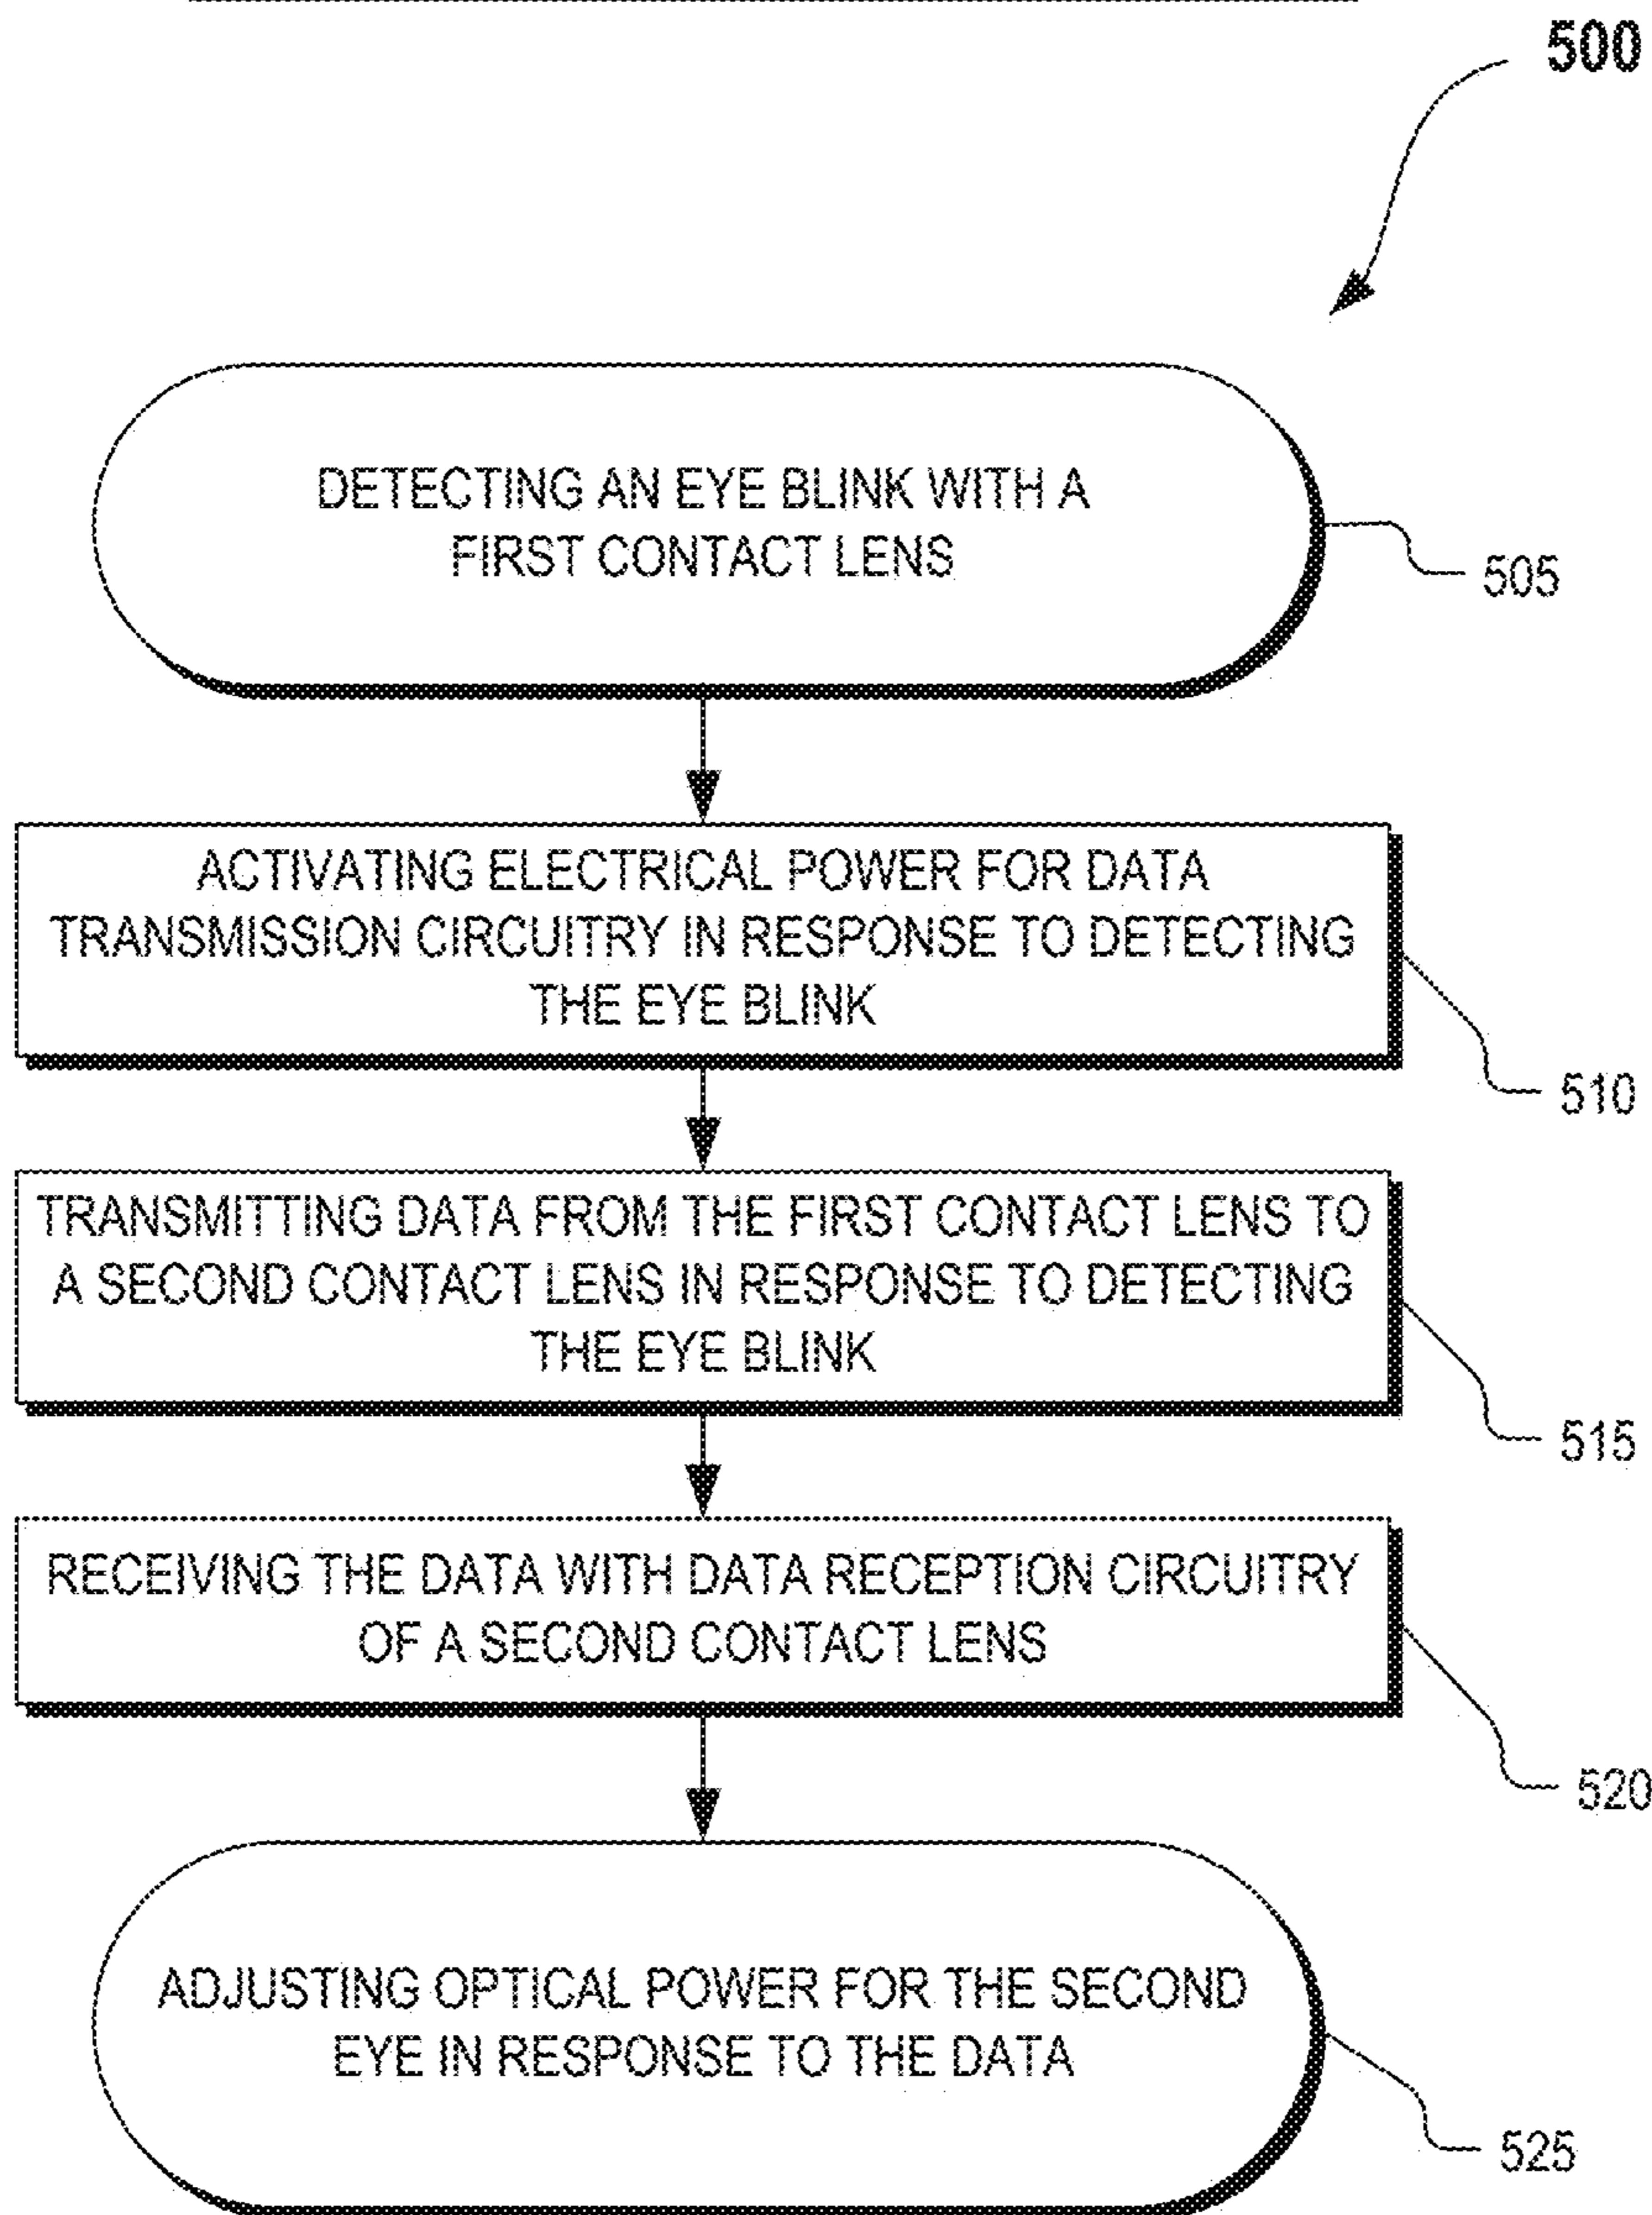 500
DETECTING AN EYE BLINK WITH A
FIRST CONTACT LENS
505
ACTIVATING ELECTRICAL POWER FOR DATA
TRANSMISSION CIRCUITRY IN RESPONSE TO DETECTING
THE EYE BLINK
510
TRANSMITTING DATA FROM THE FIRST CONTACT LENS TO
A SECOND CONTACT LENS IN RESPONSE TO DETECTING
THE EYE BLINK
515
RECEIVING THE DATA WITH DATA RECEPTION CIRCUITRY
OF A SECOND CONTACT LENS
520
ADJUSTING OPTICAL POWER FOR THE SECOND
EYE IN RESPONSE TO THE DATA
525